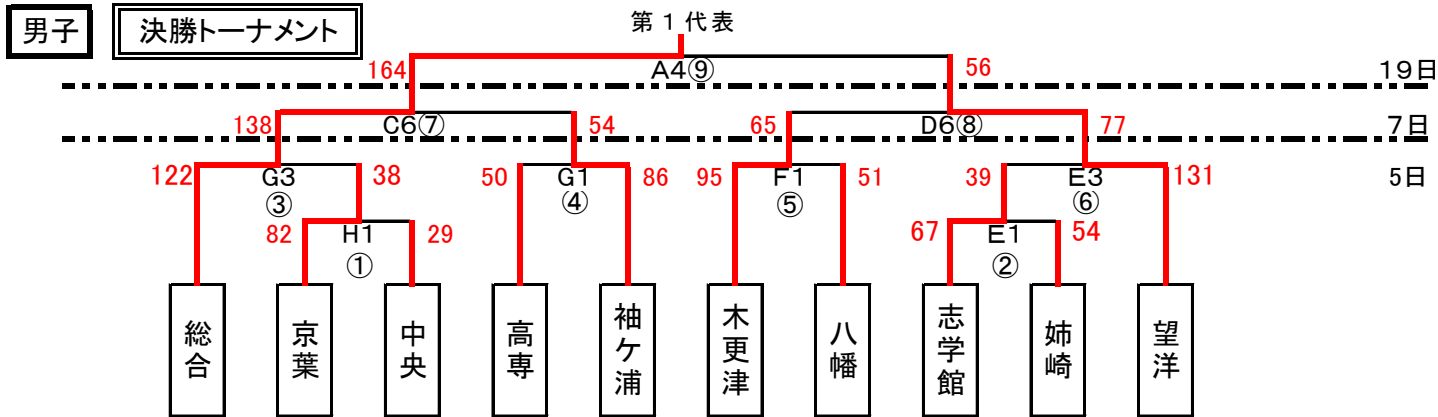 男子
決勝トーナメント
第1代表
164 A4⑨ 56 19日
138 C6⑦ 54 65 D6⑧ 77 7日
122 G3 38 50 G1 86 95 F1 51 39 E3 131 5日
③ ④ ⑤ ⑥
82 H1 29 67 E1 54
① ②
総合
京葉
中央
高専
袖ケ浦
木更津
八幡
志学館
姉崎
望洋